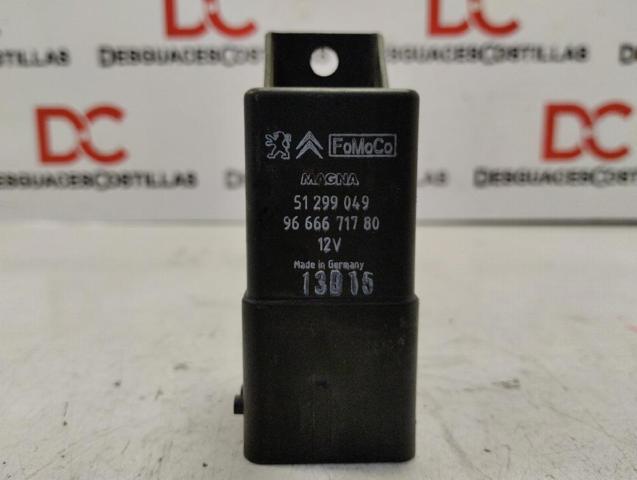 DC
DESGUACESCOSTILLAS
DC
DESGUACESCOSTILLAS
DC
DESGUACESCOSTILLAS
DC
DESGUACESCOSTILLAS
FoMoCo
MAGNA
51 299 049
96 666 717 80
12V
Made in Germany
13D15